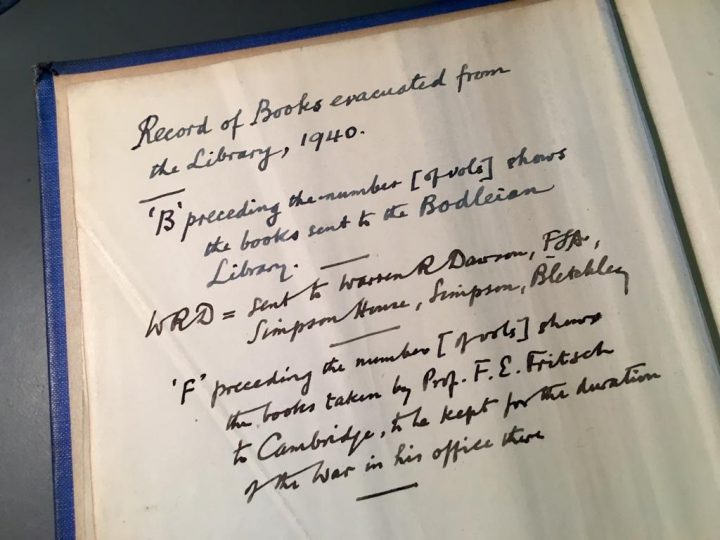 Record of Books evacuated from
the Library, 1940.
'B' preceding the number [of vols] shows
the books sent to the Bodleian
Library.
WRD = sent to Warren R Dawson, FSA.,
Simpson House, Simpson, Bletchley
'F' preceding the number [of vols] shows
the books taken by Prof. F. E. Fritsch
to Cambridge, to be kept for the duration
of the War in his office there